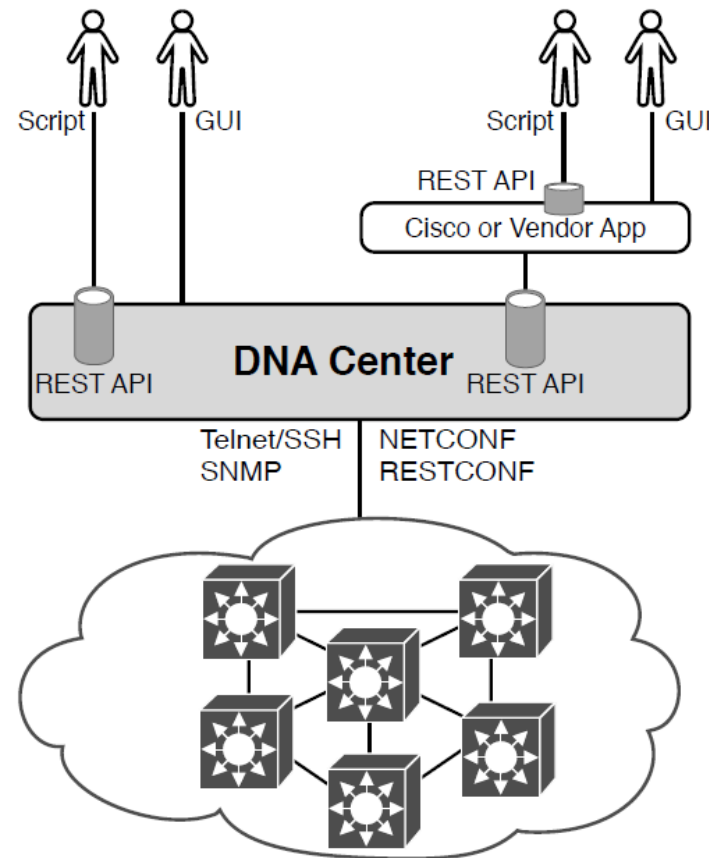 Script
GUI
Script
GUI
REST API
Cisco or Vendor App
DNA Center
REST API
REST API
Telnet/SSH
SNMP
NETCONF
RESTCONF